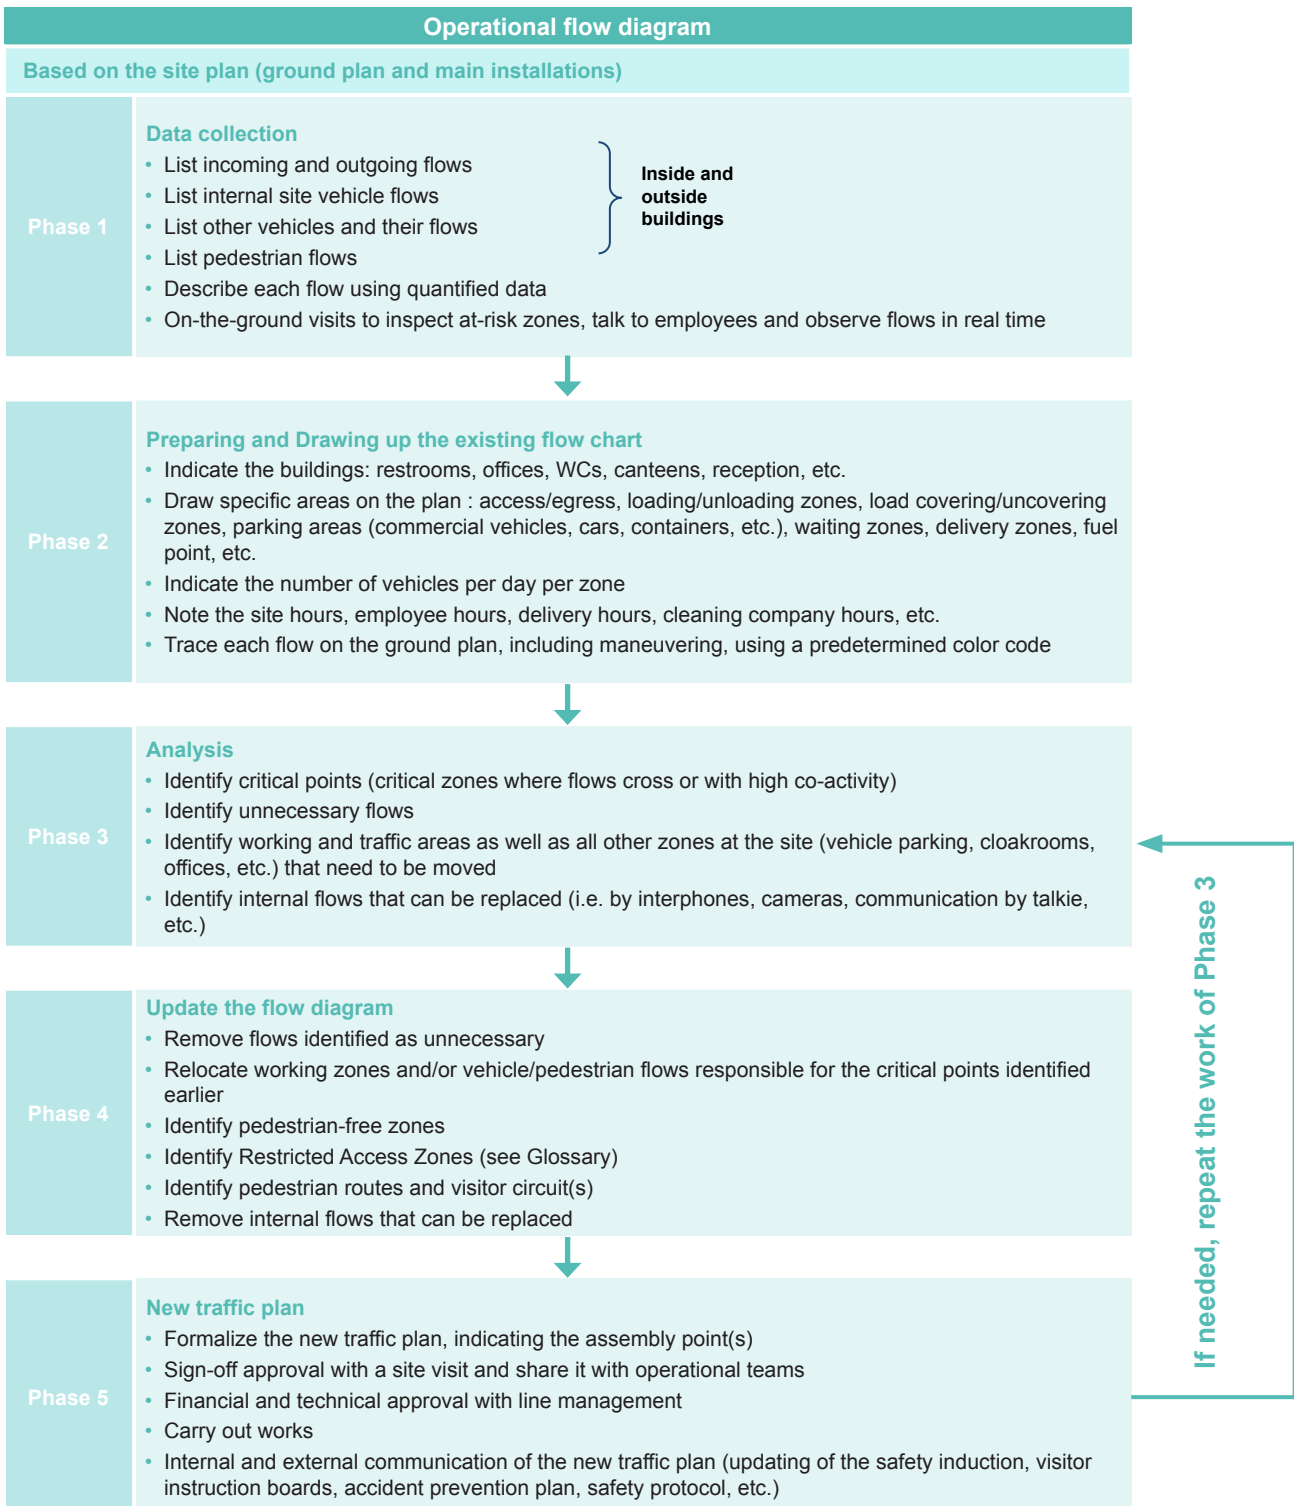 Operational flow diagram
Based on the site plan (ground plan and main installations)
Phase 1
Data collection
• List incoming and outgoing flows
• List internal site vehicle flows
• List other vehicles and their flows
• List pedestrian flows
Inside and
outside
buildings
• Describe each flow using quantified data
• On-the-ground visits to inspect at-risk zones, talk to employees and observe flows in real time
Phase 2
Preparing and Drawing up the existing flow chart
• Indicate the buildings: restrooms, offices, WCs, canteens, reception, etc.
• Draw specific areas on the plan : access/egress, loading/unloading zones, load covering/uncovering
zones, parking areas (commercial vehicles, cars, containers, etc.), waiting zones, delivery zones, fuel
point, etc.
• Indicate the number of vehicles per day per zone
• Note the site hours, employee hours, delivery hours, cleaning company hours, etc.
• Trace each flow on the ground plan, including maneuvering, using a predetermined color code
Phase 3
Analysis
• Identify critical points (critical zones where flows cross or with high co-activity)
• Identify unnecessary flows
• Identify working and traffic areas as well as all other zones at the site (vehicle parking, cloakrooms,
offices, etc.) that need to be moved
• Identify internal flows that can be replaced (i.e. by interphones, cameras, communication by talkie,
etc.)
Phase 4
Update the flow diagram
• Remove flows identified as unnecessary
• Relocate working zones and/or vehicle/pedestrian flows responsible for the critical points identified
earlier
• Identify pedestrian-free zones
• Identify Restricted Access Zones (see Glossary)
• Identify pedestrian routes and visitor circuit(s)
• Remove internal flows that can be replaced
Phase 5
New traffic plan
• Formalize the new traffic plan, indicating the assembly point(s)
• Sign-off approval with a site visit and share it with operational teams
• Financial and technical approval with line management
• Carry out works
• Internal and external communication of the new traffic plan (updating of the safety induction, visitor
instruction boards, accident prevention plan, safety protocol, etc.)
If needed, repeat the work of Phase 3